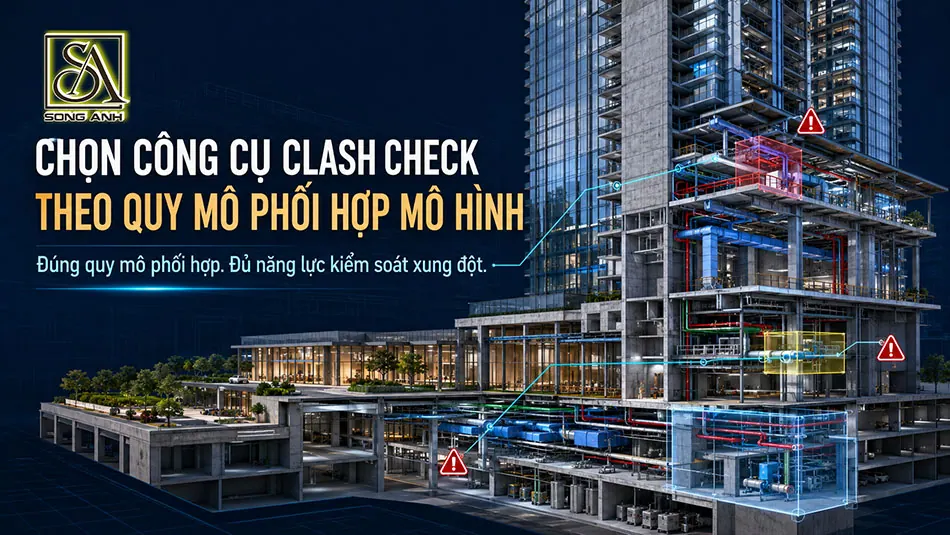 SA
SONG ANH
CHỌN CÔNG CỤ CLASH CHECK
THEO QUY MÔ PHỐI HỢP MÔ HÌNH
Đúng quy mô phối hợp. Đủ năng lực kiểm soát xung đột.